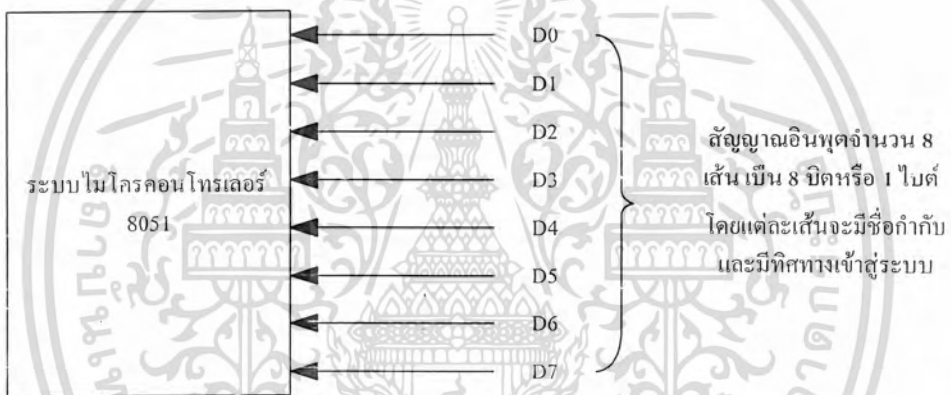 D0
D1
D2
D3
D4
D5
D6
D7
ระบบไมโครคอนโทรเลอร์
8051
สัญญาณอินพุตจำนวน 8
เส้น เป็น 8 บิตหรือ 1 ไบต์
โดยแต่ละเส้นจะมีชื่อกำกับ
และมีทิศทางเข้าสู่ระบบ